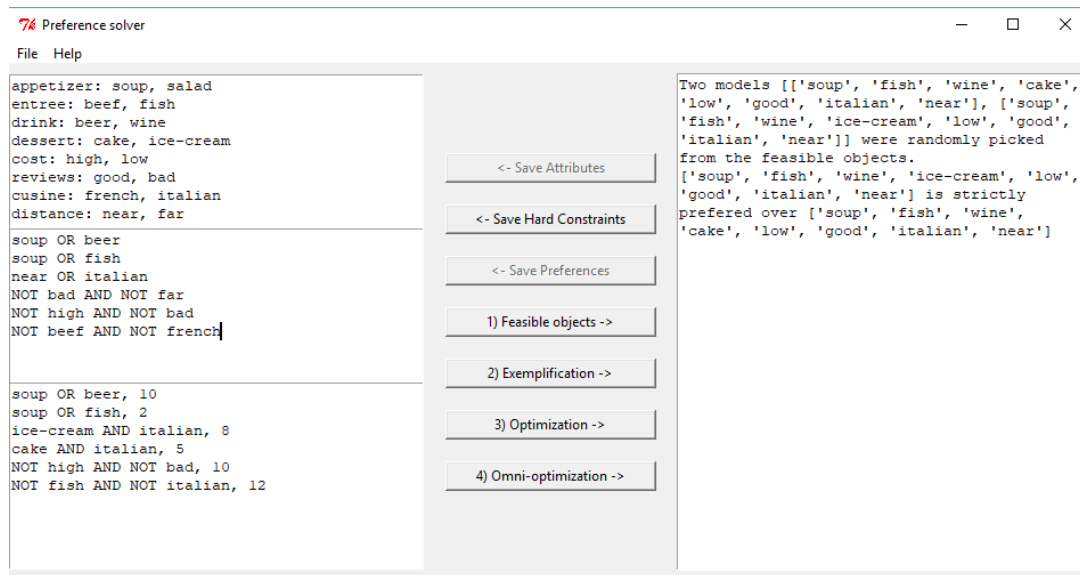 Preference solver
File Help
appetizer: soup, salad
entree: beef, fish
drink: beer, wine
dessert: cake, ice-cream
cost: high, low
reviews: good, bad
cusine: french, italian
distance: near, far
soup OR beer
soup OR fish
near OR italian
NOT bad AND NOT far
NOT high AND NOT bad
NOT beef AND NOT french
soup OR beer, 10
soup OR fish, 2
ice-cream AND italian, 8
cake AND italian, 5
NOT high AND NOT bad, 10
NOT fish AND NOT italian, 12
<- Save Attributes
<- Save Hard Constraints
<- Save Preferences
1) Feasible objects ->
2) Exemplification ->
3) Optimization ->
4) Omni-optimization ->
Two models [['soup', 'fish', 'wine', 'cake',
'low', 'good', 'italian', 'near'], ['soup',
'fish', 'wine', 'ice-cream', 'low', 'good',
'italian', 'near']] were randomly picked
from the feasible objects.
['soup', 'fish', 'wine', 'ice-cream', 'low',
'good', 'italian', 'near'] is strictly
prefered over ['soup', 'fish', 'wine',
'cake', 'low', 'good', 'italian', 'near']